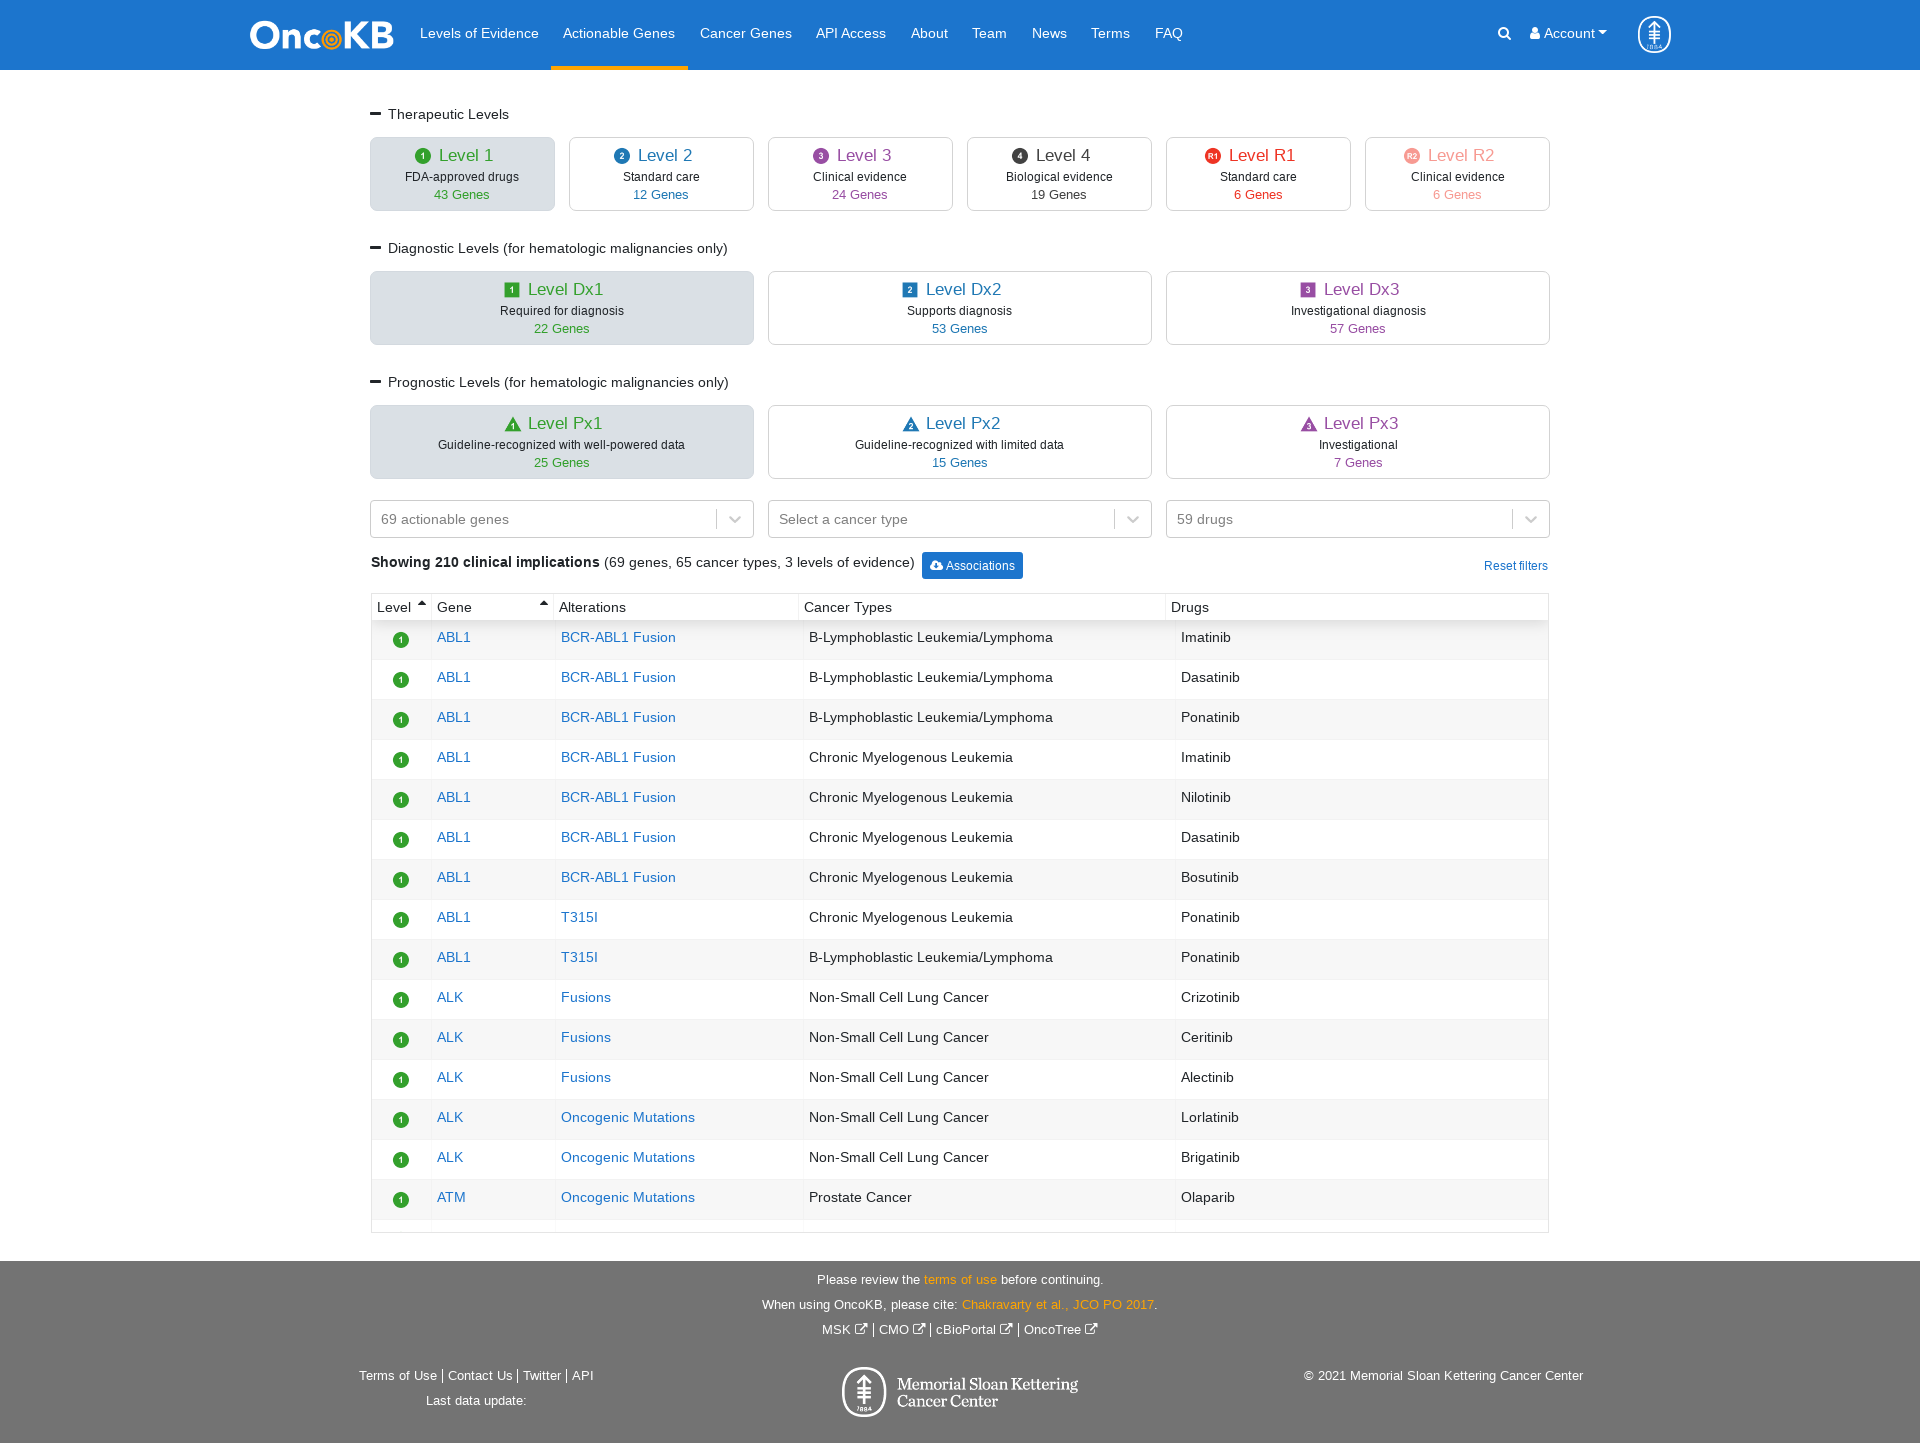 OncoKB Levels of Evidence Actionable Genes Cancer Genes API Access About Team News Terms FAQ Account
Therapeutic Levels
1 Level 1 2 Level 2 3 Level 3 4 Level 4 R1 Level R1 R2 Level R2
FDA-approved drugs Standard care Clinical evidence Biological evidence Standard care Clinical evidence
43 Genes 12 Genes 24 Genes 19 Genes 6 Genes 6 Genes
Diagnostic Levels (for hematologic malignancies only)
1 Level Dx1 2 Level Dx2 3 Level Dx3
Required for diagnosis Supports diagnosis Investigational diagnosis
22 Genes 53 Genes 57 Genes
Prognostic Levels (for hematologic malignancies only)
1 Level Px1 2 Level Px2 3 Level Px3
Guideline-recognized with well-powered data Guideline-recognized with limited data Investigational
25 Genes 15 Genes 7 Genes
69 actionable genes Select a cancer type 59 drugs
Showing 210 clinical implications (69 genes, 65 cancer types, 3 levels of evidence) Associations Reset filters
Level Gene Alterations Cancer Types Drugs
1 ABL1 BCR-ABL1 Fusion B-Lymphoblastic Leukemia/Lymphoma Imatinib
1 ABL1 BCR-ABL1 Fusion B-Lymphoblastic Leukemia/Lymphoma Dasatinib
1 ABL1 BCR-ABL1 Fusion B-Lymphoblastic Leukemia/Lymphoma Ponatinib
1 ABL1 BCR-ABL1 Fusion Chronic Myelogenous Leukemia Imatinib
1 ABL1 BCR-ABL1 Fusion Chronic Myelogenous Leukemia Nilotinib
1 ABL1 BCR-ABL1 Fusion Chronic Myelogenous Leukemia Dasatinib
1 ABL1 BCR-ABL1 Fusion Chronic Myelogenous Leukemia Bosutinib
1 ABL1 T315I Chronic Myelogenous Leukemia Ponatinib
1 ABL1 T315I B-Lymphoblastic Leukemia/Lymphoma Ponatinib
1 ALK Fusions Non-Small Cell Lung Cancer Crizotinib
1 ALK Fusions Non-Small Cell Lung Cancer Ceritinib
1 ALK Fusions Non-Small Cell Lung Cancer Alectinib
1 ALK Oncogenic Mutations Non-Small Cell Lung Cancer Lorlatinib
1 ALK Oncogenic Mutations Non-Small Cell Lung Cancer Brigatinib
1 ATM Oncogenic Mutations Prostate Cancer Olaparib
Please review the terms of use before continuing.
When using OncoKB, please cite: Chakravarty et al., JCO PO 2017.
MSK | CMO | cBioPortal | OncoTree
Terms of Use | Contact Us | Twitter | API
Last data update:
1884 Memorial Sloan Kettering
Cancer Center
© 2021 Memorial Sloan Kettering Cancer Center